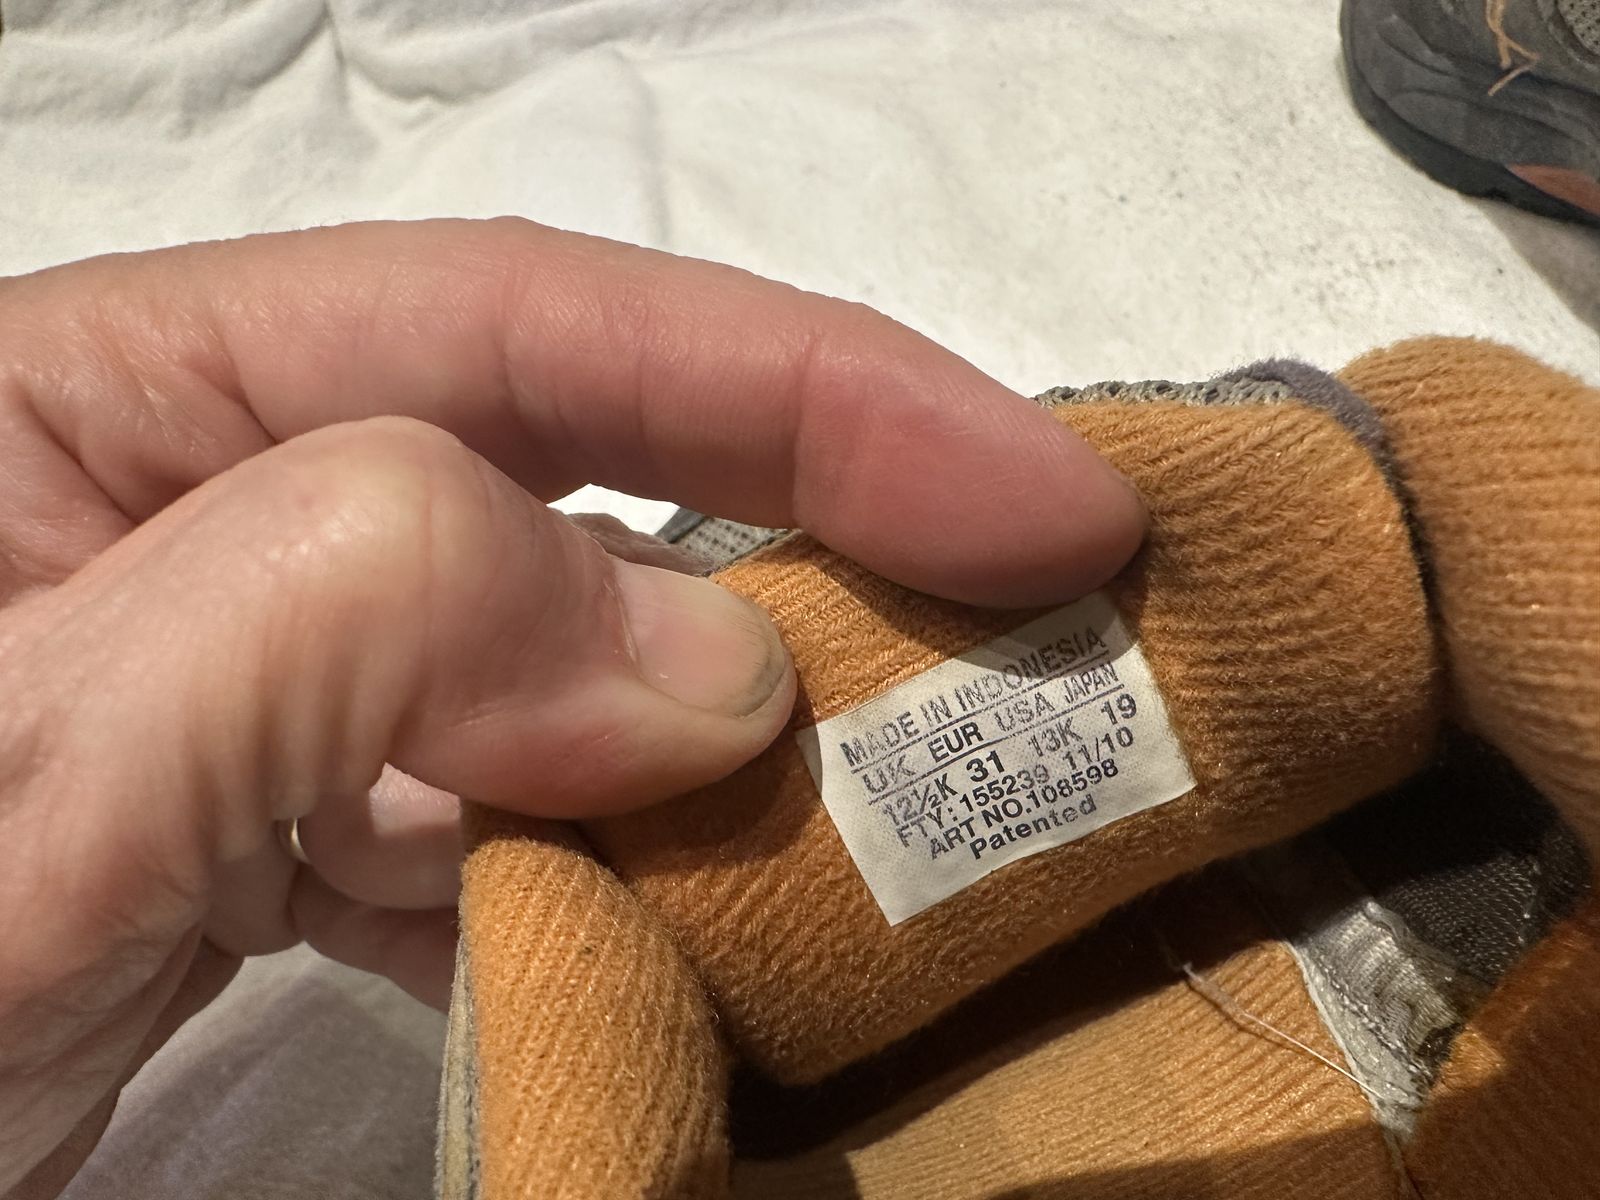 MADE IN INDONESIA
UK EUR USA JAPAN
12½K 31 13K 19
FTY: 155239 11/10
ART NO.108598
Patented